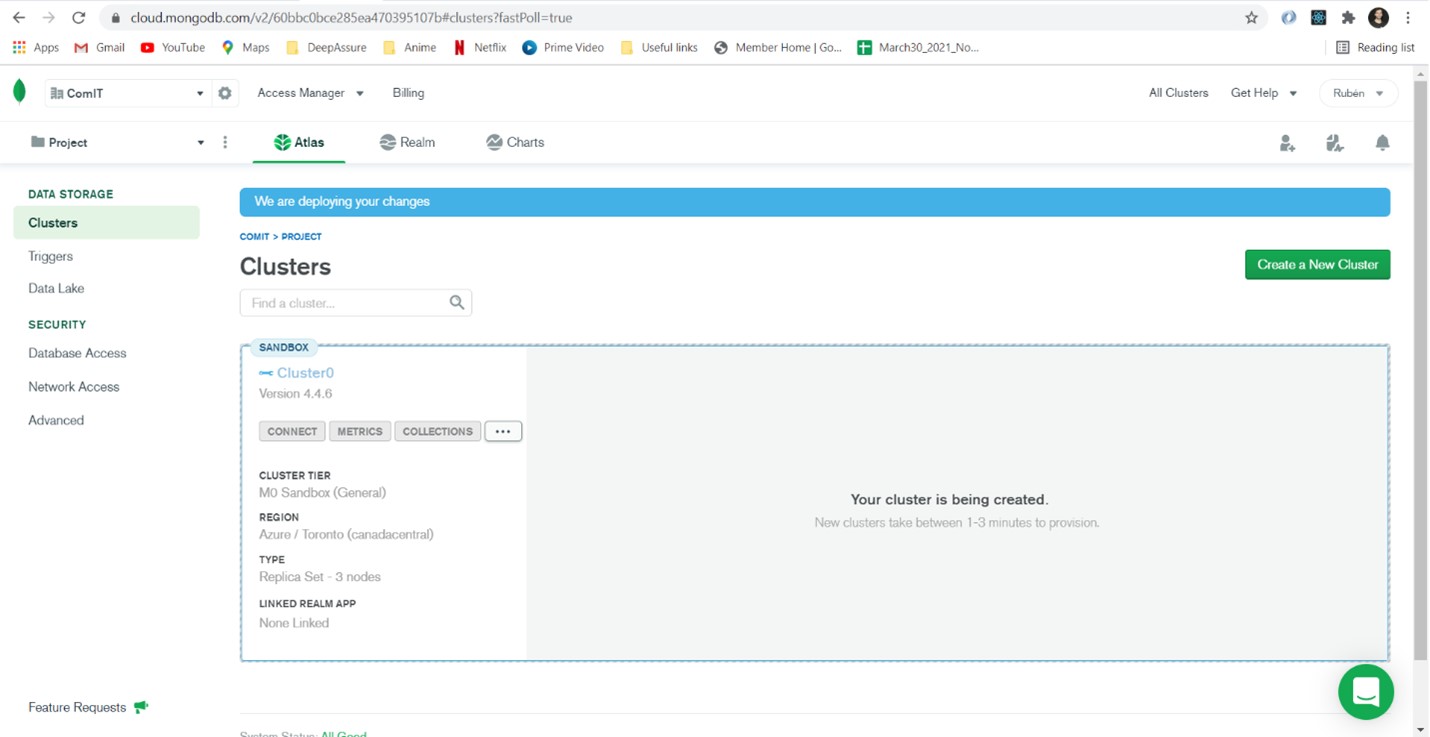 cloud.mongodb.com/v2/60bbc0bce285ea470395107b#clusters?fastPoll=true
Apps Gmail YouTube Maps DeepAssure Anime Netflix Prime Video Useful links Member Home | Go... March30_2021_No... Reading list
ComIT Access Manager Billing All Clusters Get Help Rubén
Project Atlas Realm Charts
DATA STORAGE
Clusters
Triggers
Data Lake
SECURITY
Database Access
Network Access
Advanced
Feature Requests
We are deploying your changes
COMIT > PROJECT
Clusters
Create a New Cluster
Find a cluster...
SANDBOX
Cluster0
Version 4.4.6
CONNECT METRICS COLLECTIONS ...
CLUSTER TIER
M0 Sandbox (General)
REGION
Azure / Toronto (canadacentral)
TYPE
Replica Set - 3 nodes
LINKED REALM APP
None Linked
Your cluster is being created.
New clusters take between 1-3 minutes to provision.
System Status: All Good